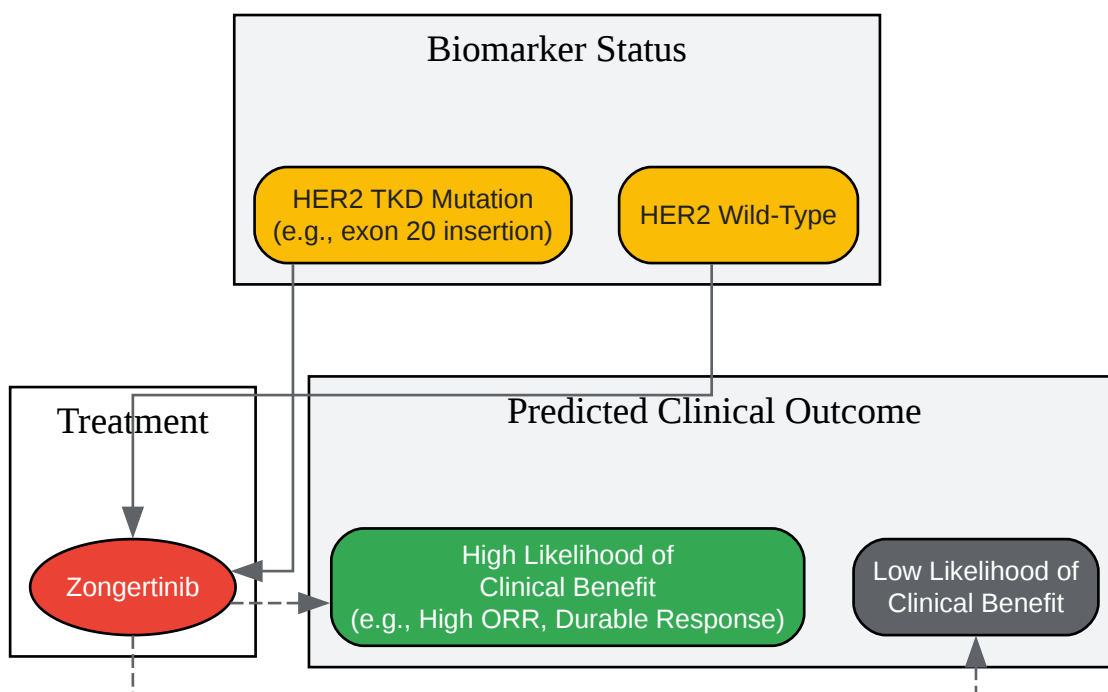 Biomarker Status
HER2 TKD Mutation
(e.g., exon 20 insertion)
HER2 Wild-Type
Treatment
Predicted Clinical Outcome
Zongertinib
High Likelihood of
Clinical Benefit
(e.g., High ORR, Durable Response)
Low Likelihood of
Clinical Benefit